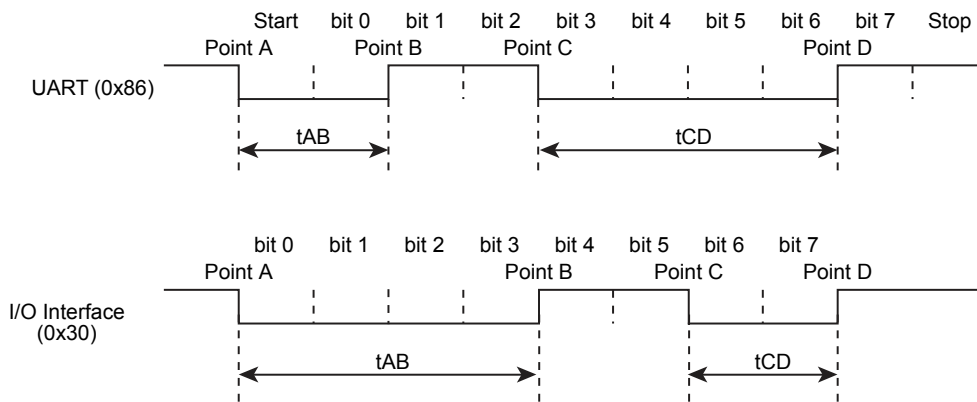 Start bit 0 bit 1 bit 2 bit 3 bit 4 bit 5 bit 6 bit 7 Stop
Point A Point B Point C Point D
UART (0x86)
tAB tCD
bit 0 bit 1 bit 2 bit 3 bit 4 bit 5 bit 6 bit 7
Point A Point B Point C Point D
I/O Interface
(0x30)
tAB tCD